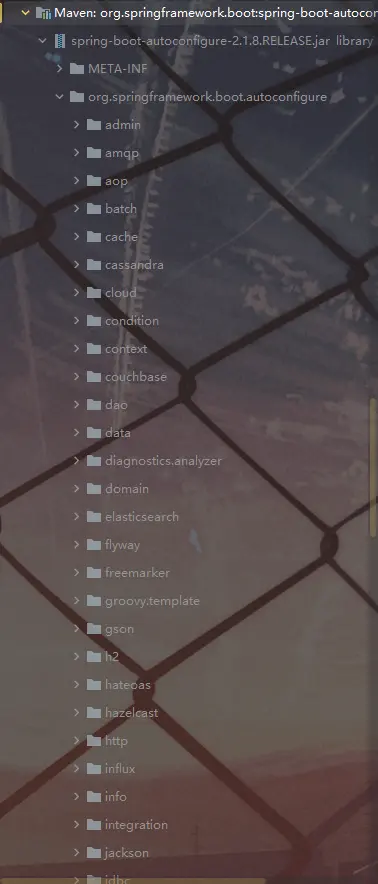 Maven: org.springframework.boot:spring-boot-autocon
spring-boot-autoconfigure-2.1.8.RELEASE.jar library
META-INF
org.springframework.boot.autoconfigure
admin
amqp
aop
batch
cache
cassandra
cloud
condition
context
couchbase
dao
data
diagnostics.analyzer
domain
elasticsearch
flyway
freemarker
groovy.template
gson
h2
hateoas
hazelcast
http
influx
info
integration
jackson
jdbc